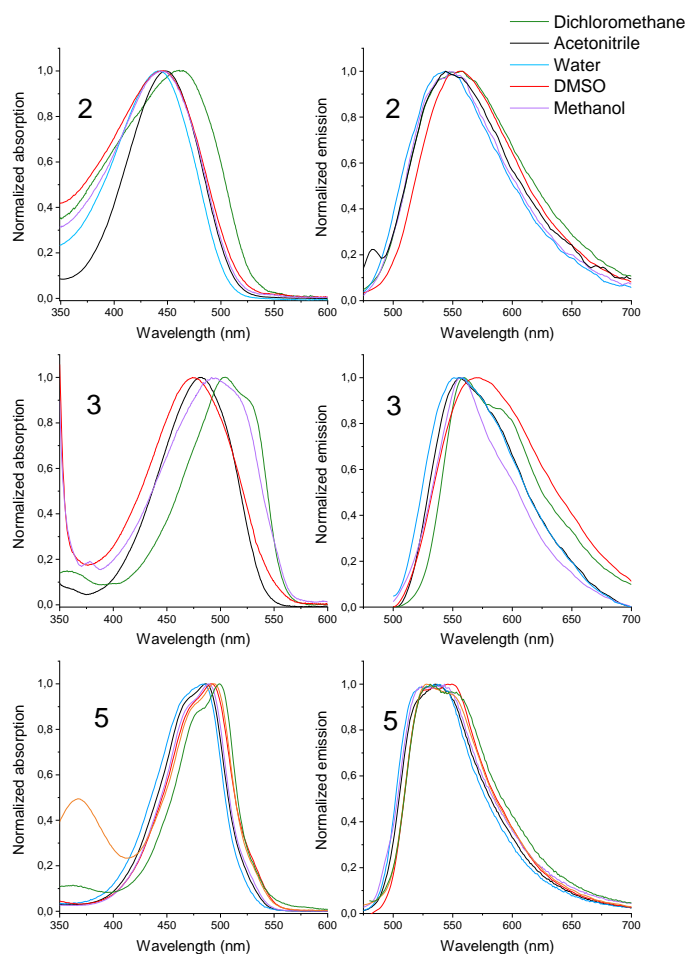 Dichloromethane
Acetonitrile
Water
DMSO
Methanol
2
Normalized absorption
1,0
0,8
0,6
0,4
0,2
0,0
350 400 450 500 550 600
Wavelength (nm)
2
Normalized emission
1,0
0,8
0,6
0,4
0,2
0,0
500 550 600 650 700
Wavelength (nm)
3
Normalized absorption
1,0
0,8
0,6
0,4
0,2
0,0
350 400 450 500 550 600
Wavelength (nm)
3
Normalized emission
1,0
0,8
0,6
0,4
0,2
0,0
500 550 600 650 700
Wavelength (nm)
5
Normalized absorption
1,0
0,8
0,6
0,4
0,2
0,0
350 400 450 500 550 600
Wavelength (nm)
5
Normalized emission
1,0
0,8
0,6
0,4
0,2
0,0
500 550 600 650 700
Wavelength (nm)